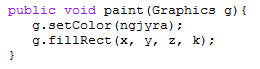 public void paint(Graphics g){
   g.setColor(ngjyra);
   g.fillRect(x, y, z, k);
}